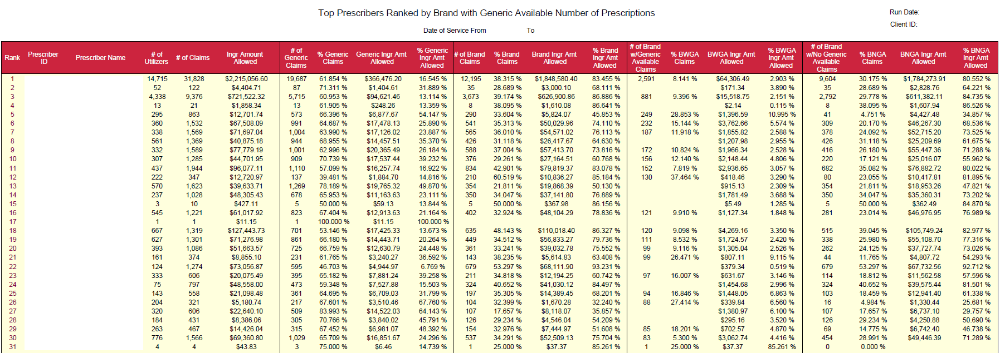 Top Prescribers Ranked by Brand with Generic Available Number of Prescriptions
Run Date:
Client ID:
Date of Service From To
Rank Prescriber ID Prescriber Name # of Utilizers # of Claims Ingr Amount Allowed # of Generic Claims % Generic Claims Generic Ingr Amt Allowed % Generic Ingr Amt Allowed # of Brand Claims % Brand Claims Brand Ingr Amt Allowed % Brand Ingr Amt Allowed # of Brand w/Generic Available Claims % BWGA Claims BWGA Ingr Amt Allowed % BWGA Ingr Amt Allowed # of Brand w/No Generic Available Claims % BNGA Claims BNGA Ingr Amt Allowed % BNGA Ingr Amt Allowed
1 14,715 31,828 $2,215,056.60 19,687 61.854 % $366,476.20 16.545 % 12,195 38.315 % $1,848,580.40 83.455 % 2,591 8.141 % $64,306.49 2.903 % 9,604 30.175 % $1,784,273.91 80.552 %
2 52 122 $4,404.71 87 71.311 % $1,404.61 31.889 % 35 28.689 % $3,000.10 68.111 % $171.34 3.890 % 35 28.689 % $2,828.76 64.221 %
3 4,338 9,376 $721,522.32 5,715 60.953 % $94,621.46 13.114 % 3,673 39.174 % $626,900.86 86.886 % 881 9.396 % $15,518.75 2.151 % 2,792 29.778 % $611,382.11 84.735 %
4 13 21 $1,858.34 13 61.905 % $248.26 13.359 % 8 38.095 % $1,610.08 86.641 % $2.14 0.115 % 8 38.095 % $1,607.94 86.526 %
5 295 863 $12,701.74 573 66.396 % $6,877.67 54.147 % 290 33.604 % $5,824.07 45.853 % 249 28.853 % $1,396.59 10.995 % 41 4.751 % $4,427.48 34.857 %
6 360 1,532 $67,508.09 991 64.687 % $17,478.13 25.890 % 541 35.313 % $50,029.96 74.110 % 232 15.144 % $3,762.66 5.574 % 309 20.170 % $46,267.30 68.536 %
7 338 1,569 $71,697.04 1,004 63.990 % $17,126.02 23.887 % 565 36.010 % $54,571.02 76.113 % 187 11.918 % $1,855.82 2.588 % 378 24.092 % $52,715.20 73.525 %
8 561 1,369 $40,875.18 944 68.955 % $14,457.51 35.370 % 426 31.118 % $26,417.67 64.630 % $1,207.98 2.955 % 426 31.118 % $25,209.69 61.675 %
9 332 1,589 $77,779.19 1,001 62.996 % $20,365.49 26.184 % 588 37.004 % $57,413.70 73.816 % 172 10.824 % $1,966.34 2.528 % 416 26.180 % $55,447.36 71.288 %
10 307 1,285 $44,701.95 909 70.739 % $17,537.44 39.232 % 376 29.261 % $27,164.51 60.768 % 156 12.140 % $2,148.44 4.806 % 220 17.121 % $25,016.07 55.962 %
11 437 1,944 $96,077.11 1,110 57.099 % $16,257.74 16.922 % 834 42.901 % $79,819.37 83.078 % 152 7.819 % $2,936.65 3.057 % 682 35.082 % $76,882.72 80.022 %
12 222 347 $12,720.97 137 39.481 % $1,884.70 14.816 % 210 60.519 % $10,836.27 85.184 % 130 37.464 % $418.46 3.290 % 80 23.055 % $10,417.81 81.895 %
13 570 1,623 $39,633.71 1,269 78.189 % $19,765.32 49.870 % 354 21.811 % $19,868.39 50.130 % $915.13 2.309 % 354 21.811 % $18,953.26 47.821 %
14 237 1,028 $48,305.43 678 65.953 % $11,163.63 23.111 % 350 34.047 % $37,141.80 76.889 % $1,781.49 3.688 % 350 34.047 % $35,360.31 73.202 %
15 3 10 $427.11 5 50.000 % $59.13 13.844 % 5 50.000 % $367.98 86.156 % $5.49 1.285 % 5 50.000 % $362.49 84.870 %
16 545 1,221 $61,017.92 823 67.404 % $12,913.63 21.164 % 402 32.924 % $48,104.29 78.836 % 121 9.910 % $1,127.34 1.848 % 281 23.014 % $46,976.95 76.989 %
17 1 1 $11.15 1 100.000 % $11.15 100.000 %
18 667 1,319 $127,443.73 701 53.146 % $17,425.33 13.673 % 635 48.143 % $110,018.40 86.327 % 120 9.098 % $4,269.16 3.350 % 515 39.045 % $105,749.24 82.977 %
19 627 1,301 $71,276.98 861 66.180 % $14,443.71 20.264 % 449 34.512 % $56,833.27 79.736 % 111 8.532 % $1,724.57 2.420 % 338 25.980 % $55,108.70 77.316 %
20 393 1,086 $51,663.57 725 66.759 % $12,630.79 24.448 % 361 33.241 % $39,032.78 75.552 % 99 9.116 % $1,305.04 2.526 % 262 24.125 % $37,727.74 73.026 %
21 161 374 $8,855.10 231 61.765 % $3,240.27 36.592 % 143 38.235 % $5,614.83 63.408 % 99 26.471 % $807.11 9.115 % 44 11.765 % $4,807.72 54.293 %
22 124 1,274 $73,056.87 595 46.703 % $4,944.97 6.769 % 679 53.297 % $68,111.90 93.231 % $379.34 0.519 % 679 53.297 % $67,732.56 92.712 %
23 333 606 $20,075.49 395 65.182 % $7,881.24 39.258 % 211 34.818 % $12,194.25 60.742 % 97 16.007 % $631.67 3.146 % 114 18.812 % $11,562.58 57.596 %
24 75 797 $48,558.00 473 59.348 % $7,527.88 15.503 % 324 40.652 % $41,030.12 84.497 % $1,454.68 2.996 % 324 40.652 % $39,575.44 81.501 %
25 143 558 $21,098.48 361 64.695 % $6,709.03 31.799 % 197 35.305 % $14,389.45 68.201 % 94 16.846 % $1,448.05 6.863 % 103 18.459 % $12,941.40 61.338 %
26 204 321 $5,180.74 217 67.601 % $3,510.46 67.760 % 104 32.399 % $1,670.28 32.240 % 88 27.414 % $339.84 6.560 % 16 4.984 % $1,330.44 25.681 %
27 320 606 $22,640.10 509 83.993 % $14,522.03 64.143 % 107 17.657 % $8,118.07 35.857 % $1,380.97 6.100 % 107 17.657 % $6,737.10 29.757 %
28 184 431 $8,386.06 305 70.766 % $3,840.02 45.791 % 126 29.234 % $4,546.04 54.209 % $295.16 3.520 % 126 29.234 % $4,250.88 50.690 %
29 263 467 $14,426.04 315 67.452 % $6,981.07 48.392 % 154 32.976 % $7,444.97 51.608 % 85 18.201 % $702.57 4.870 % 69 14.775 % $6,742.40 46.738 %
30 776 1,566 $69,360.80 1,029 65.709 % $16,851.67 24.296 % 537 34.291 % $52,509.13 75.704 % 83 5.300 % $3,062.74 4.416 % 454 28.991 % $49,446.39 71.289 %
31 4 4 $43.83 3 75.000 % $6.46 14.739 % 1 25.000 % $37.37 85.261 % 1 25.000 % $37.37 85.261 % 0 0.000 %